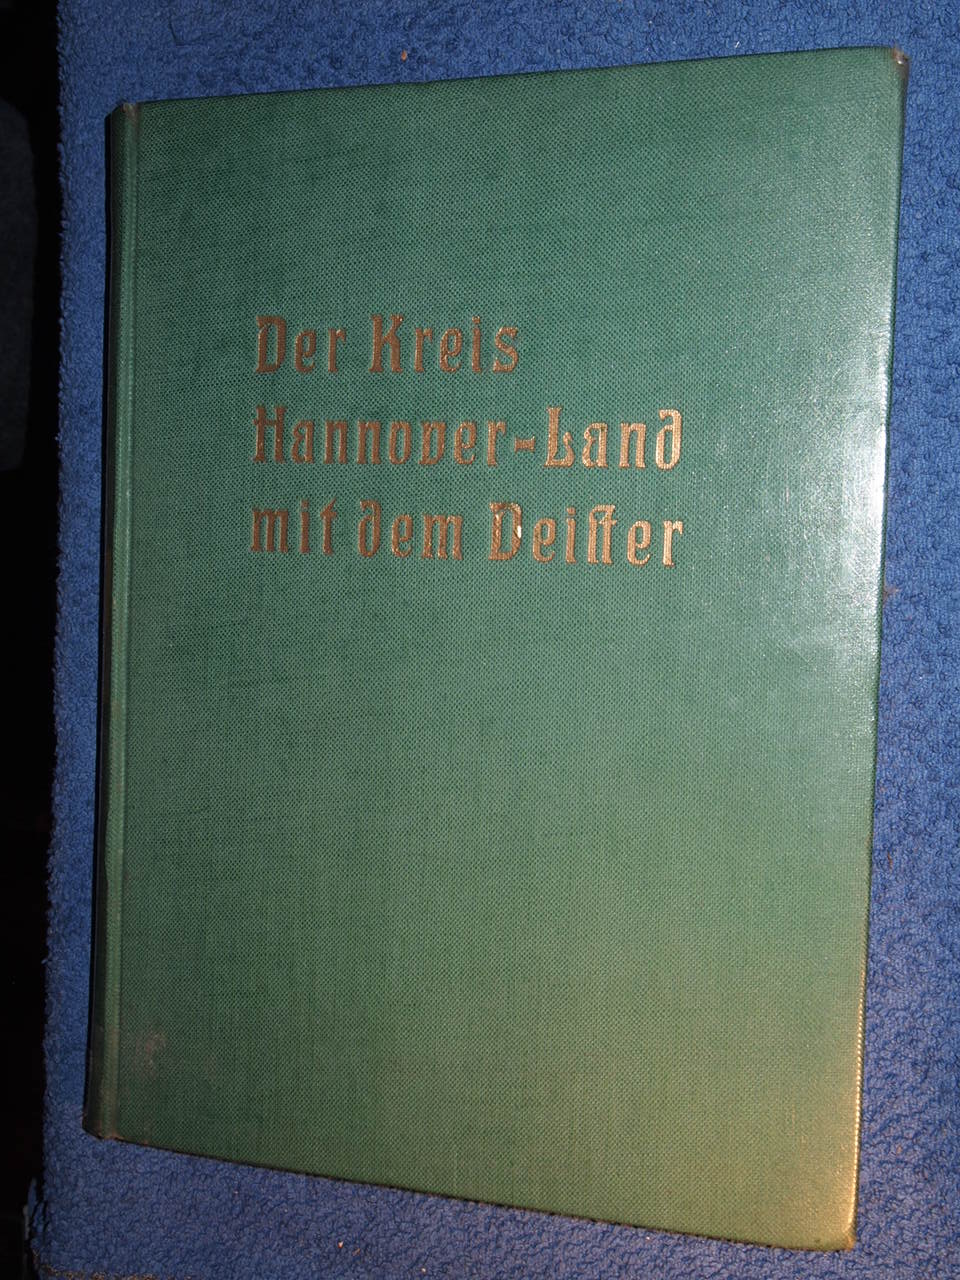 Der Kreis
Hannover-Land
mit dem Deister